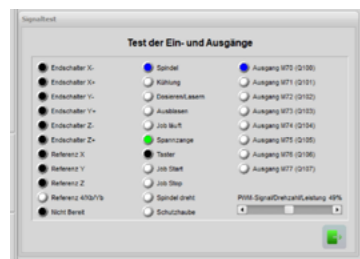 Signaltest
Test der Ein- und Ausgänge
Endschalter X-
Endschalter X+
Endschalter Y-
Endschalter Y+
Endschalter Z-
Endschalter Z+
Referenz X
Referenz Y
Referenz Z
Referenz 4/Yb
Nicht Bereit
Spindel
Kühlung
Dosieren/Lasern
Ausblasen
Job läuft
Spannzange
Taster
Job Start
Job Stop
Spindel dreht
Schutzhaube
Ausgang M70 (Q100)
Ausgang M71 (Q101)
Ausgang M72 (Q102)
Ausgang M73 (Q103)
Ausgang M74 (Q104)
Ausgang M75 (Q105)
Ausgang M76 (Q106)
Ausgang M77 (Q107)
PWM-Signal/Drehzahl/Leistung 49%